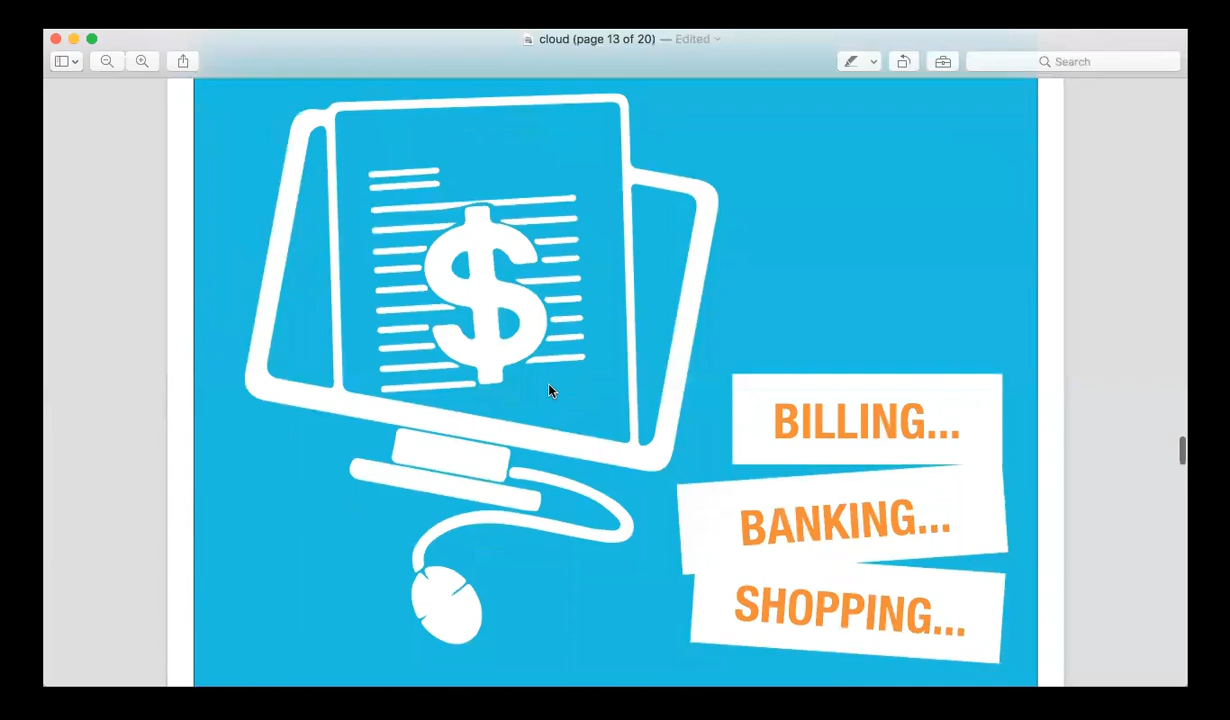 cloud (page 13 of 20) — Edited
Search
$
BILLING...
BANKING...
SHOPPING...